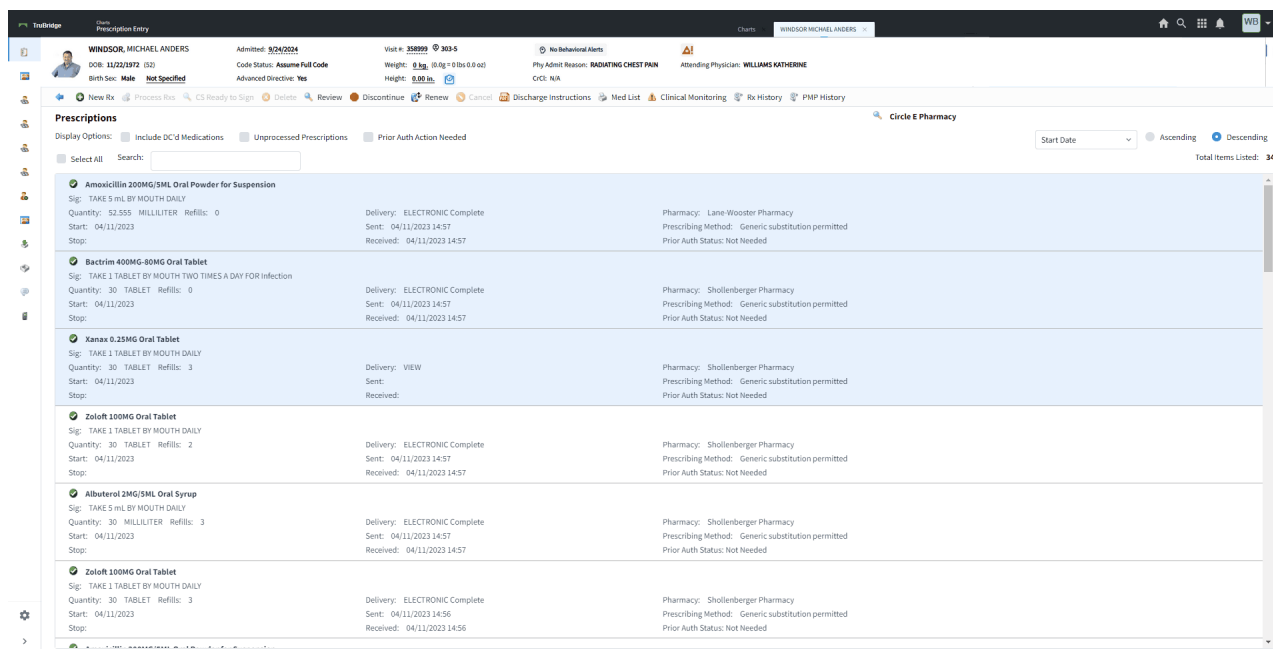 TruBridge
Charts
Prescription Entry
Charts
WINDSOR MICHAEL ANDERS ×
WB
WINDSOR, MICHAEL ANDERS
Admitted: 9/24/2024
Visit #: 358999 303-S
No Behavioral Alerts
DOB: 11/22/1972 (52)
Code Status: Assume Full Code
Weight: 0 kg. (0.0g = 0 lbs 0.0 oz)
Phy Admit Reason: RADIATING CHEST PAIN
Attending Physician: WILLIAMS KATHERINE
Birth Sex: Male Not Specified
Advanced Directive: Yes
Height: 0.00 in.
CrCl: N/A
New Rx Process Rxs CS Ready to Sign Delete Review Discontinue Renew Cancel Discharge Instructions Med List Clinical Monitoring Rx History PMP History
Prescriptions
Circle E Pharmacy
Display Options: Include DC'd Medications Unprocessed Prescriptions Prior Auth Action Needed
Start Date
Ascending
Descending
Select All Search:
Total Items Listed: 34
Amoxicillin 200MG/5ML Oral Powder for Suspension
Sig: TAKE 5 mL BY MOUTH DAILY
Quantity: 52.555 MILLILITER Refills: 0 Delivery: ELECTRONIC Complete Pharmacy: Lane-Wooster Pharmacy
Start: 04/11/2023 Sent: 04/11/2023 14:57 Prescribing Method: Generic substitution permitted
Stop: Received: 04/11/2023 14:57 Prior Auth Status: Not Needed
Bactrim 400MG-80MG Oral Tablet
Sig: TAKE 1 TABLET BY MOUTH TWO TIMES A DAY FOR Infection
Quantity: 30 TABLET Refills: 0 Delivery: ELECTRONIC Complete Pharmacy: Shollenberger Pharmacy
Start: 04/11/2023 Sent: 04/11/2023 14:57 Prescribing Method: Generic substitution permitted
Stop: Received: 04/11/2023 14:57 Prior Auth Status: Not Needed
Xanax 0.25MG Oral Tablet
Sig: TAKE 1 TABLET BY MOUTH DAILY
Quantity: 30 TABLET Refills: 3 Delivery: VIEW Pharmacy: Shollenberger Pharmacy
Start: 04/11/2023 Sent: Prescribing Method: Generic substitution permitted
Stop: Received: Prior Auth Status: Not Needed
Zoloft 100MG Oral Tablet
Sig: TAKE 1 TABLET BY MOUTH DAILY
Quantity: 30 TABLET Refills: 2 Delivery: ELECTRONIC Complete Pharmacy: Shollenberger Pharmacy
Start: 04/11/2023 Sent: 04/11/2023 14:57 Prescribing Method: Generic substitution permitted
Stop: Received: 04/11/2023 14:57 Prior Auth Status: Not Needed
Albuterol 2MG/5ML Oral Syrup
Sig: TAKE 5 mL BY MOUTH DAILY
Quantity: 30 MILLILITER Refills: 3 Delivery: ELECTRONIC Complete Pharmacy: Shollenberger Pharmacy
Start: 04/11/2023 Sent: 04/11/2023 14:57 Prescribing Method: Generic substitution permitted
Stop: Received: 04/11/2023 14:57 Prior Auth Status: Not Needed
Zoloft 100MG Oral Tablet
Sig: TAKE 1 TABLET BY MOUTH DAILY
Quantity: 30 TABLET Refills: 3 Delivery: ELECTRONIC Complete Pharmacy: Shollenberger Pharmacy
Start: 04/11/2023 Sent: 04/11/2023 14:56 Prescribing Method: Generic substitution permitted
Stop: Received: 04/11/2023 14:56 Prior Auth Status: Not Needed